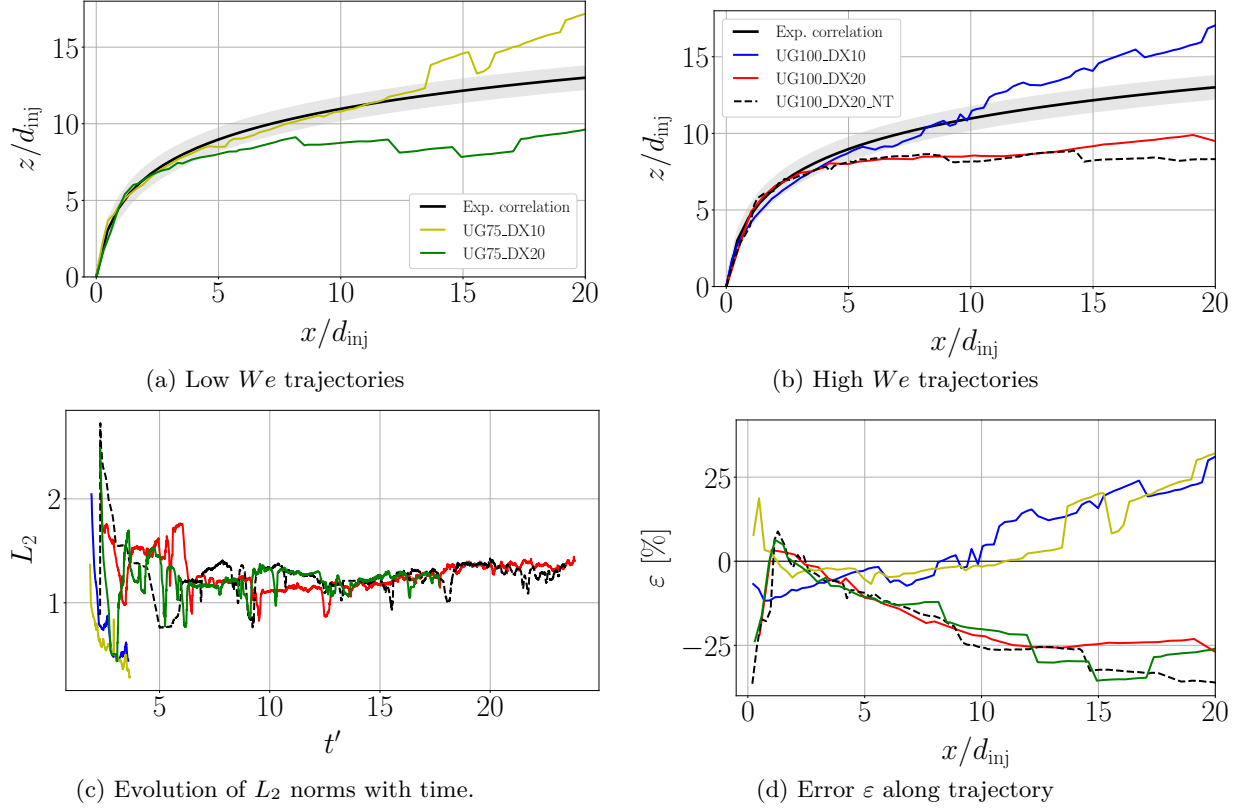 15
10
5
0
z/d_inj
0 5 10 15 20
x/d_inj
Exp. correlation
UG75_DX10
UG75_DX20
(a) Low We trajectories
15
10
5
0
z/d_inj
0 5 10 15 20
x/d_inj
Exp. correlation
UG100_DX10
UG100_DX20
UG100_DX20_NT
(b) High We trajectories
2
1
L_2
5 10 15 20
t′
(c) Evolution of L_2 norms with time.
25
0
−25
ε [%]
0 5 10 15 20
x/d_inj
(d) Error ε along trajectory